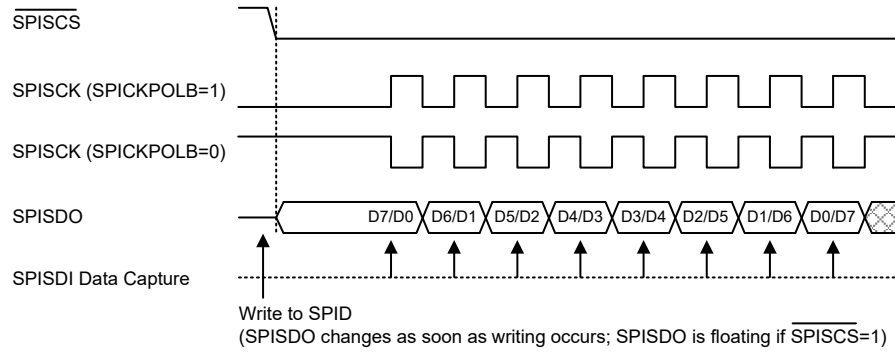 SPISCS
SPISCK (SPICKPOLB=1)
SPISCK (SPICKPOLB=0)
SPISDO D7/D0 D6/D1 D5/D2 D4/D3 D3/D4 D2/D5 D1/D6 D0/D7
SPISDI Data Capture
Write to SPID
(SPISDO changes as soon as writing occurs; SPISDO is floating if SPISCS=1)